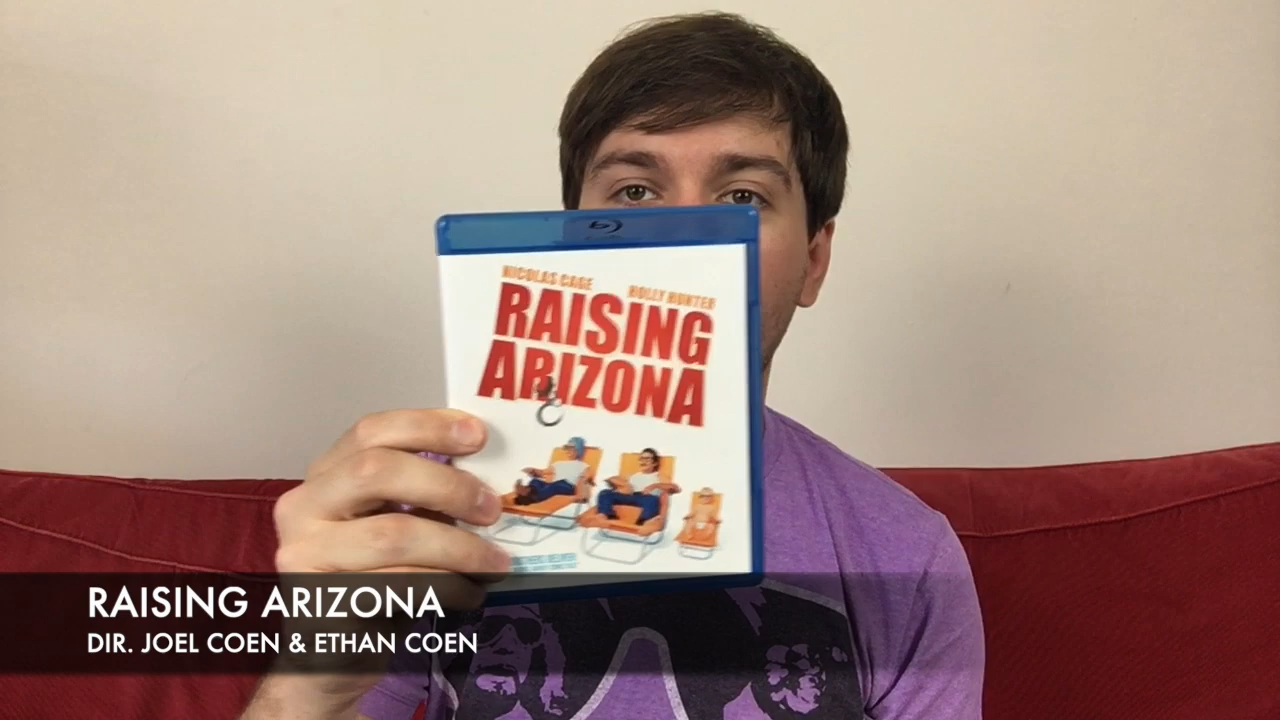 NICOLAS CAGE HOLLY HUNTER
RAISING
ARIZONA
RAISING ARIZONA
DIR. JOEL COEN & ETHAN COEN